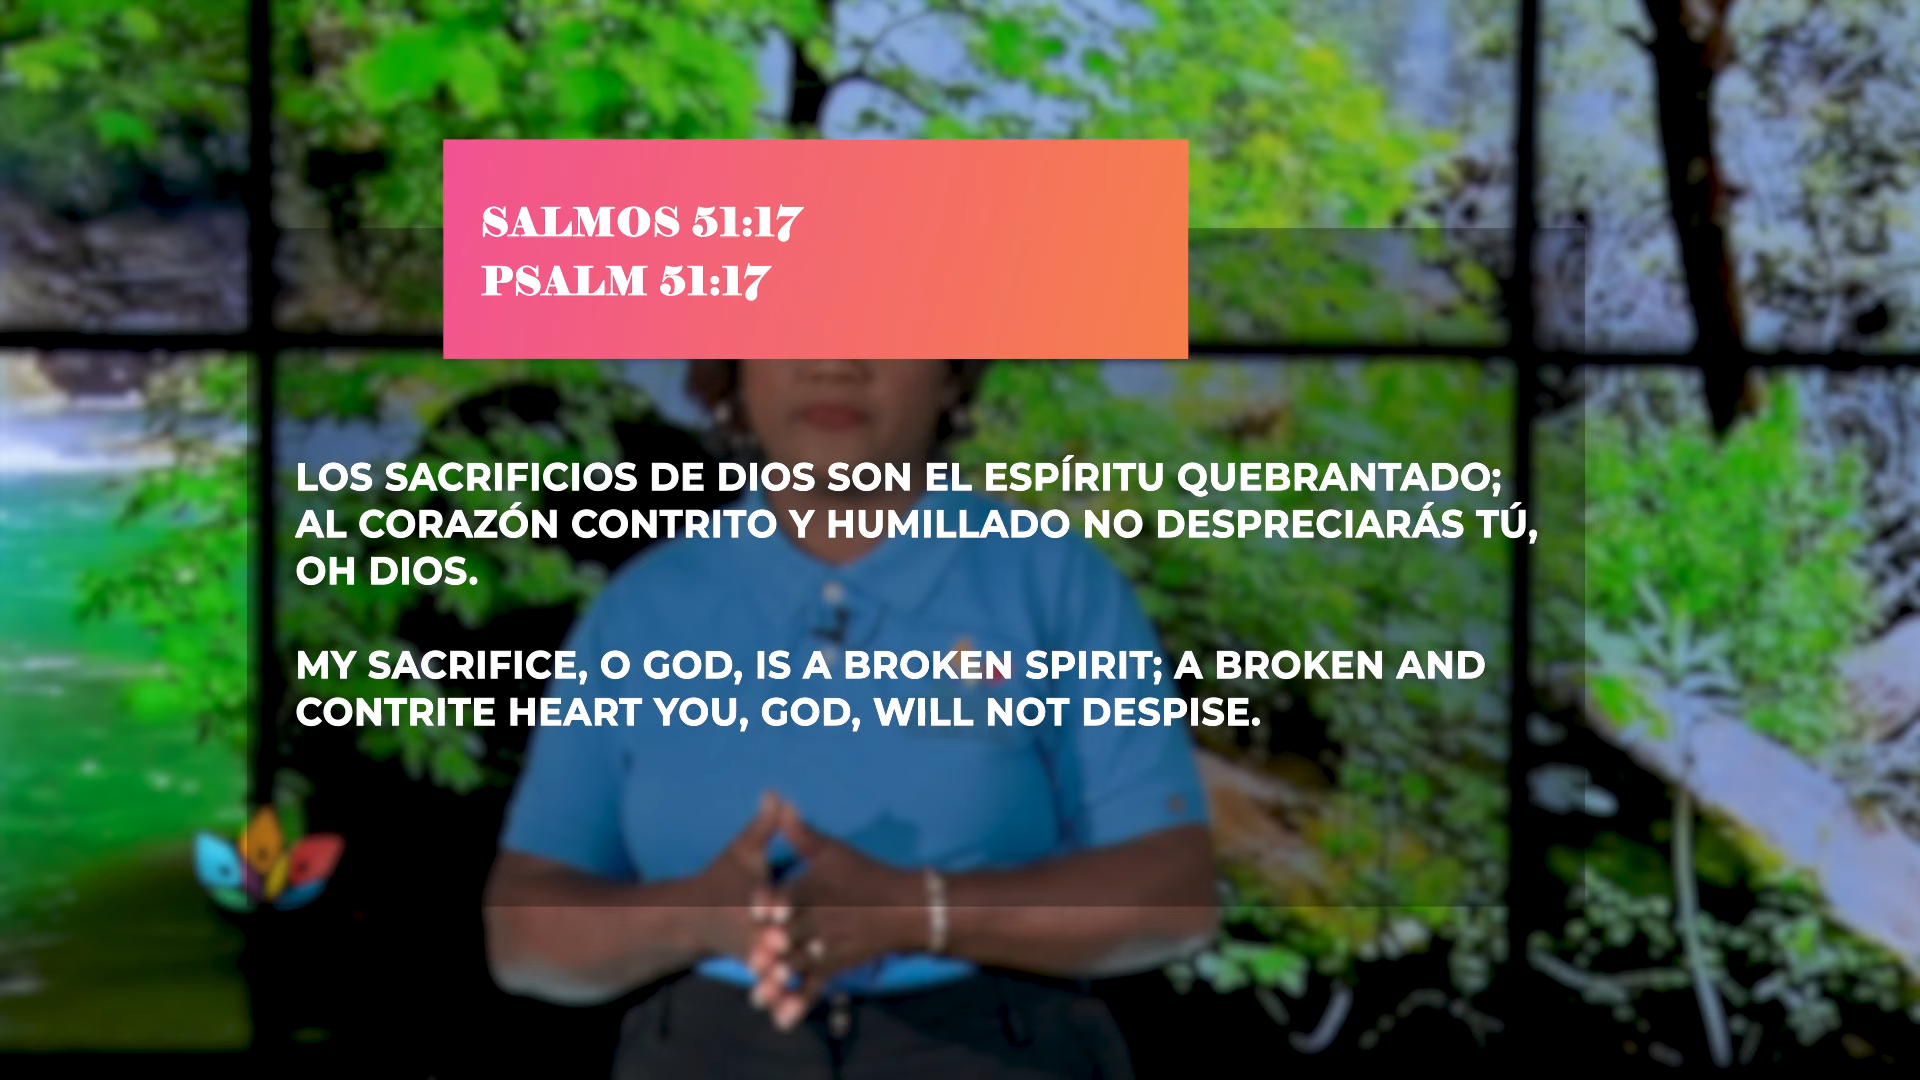 SALMOS 51:17
PSALM 51:17
LOS SACRIFICIOS DE DIOS SON EL ESPÍRITU QUEBRANTADO;
AL CORAZÓN CONTRITO Y HUMILLADO NO DESPRECIARÁS TÚ,
OH DIOS.
MY SACRIFICE, O GOD, IS A BROKEN SPIRIT; A BROKEN AND
CONTRITE HEART YOU, GOD, WILL NOT DESPISE.